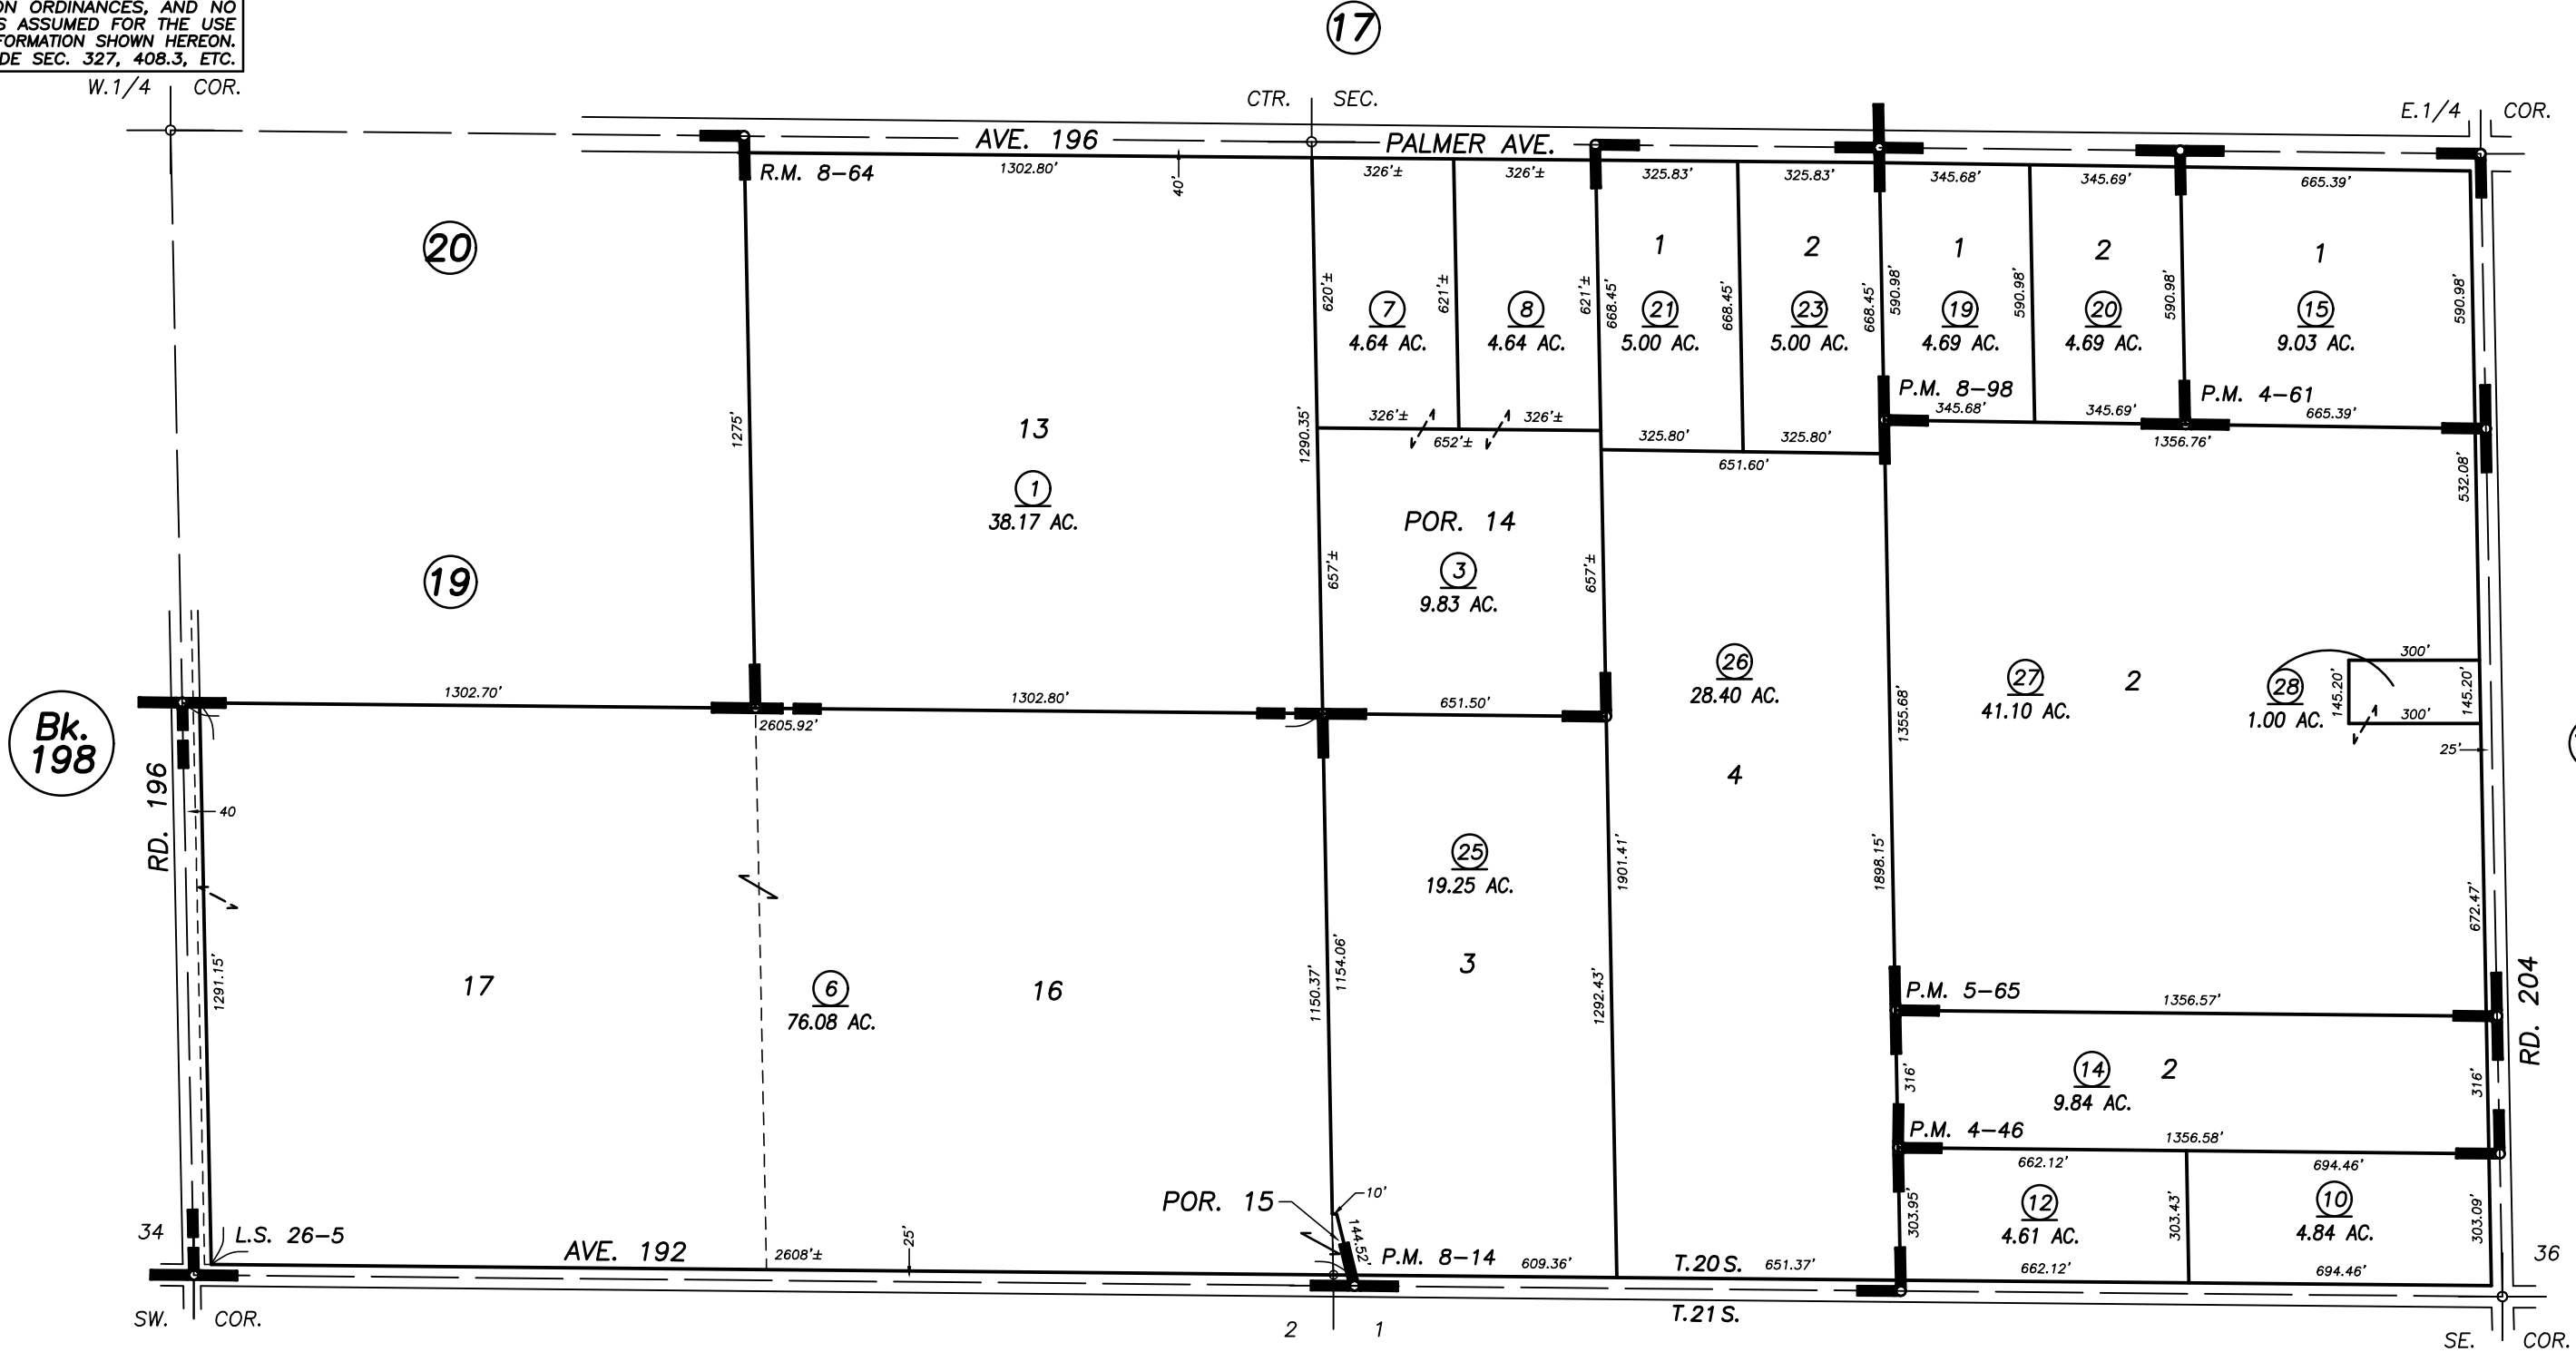 ON ORDINANCES, AND NO
S ASSUMED FOR THE USE
FORMATION SHOWN HEREON.
DE SEC. 327, 408.3, ETC.
17
W.1/4 COR.
CTR. SEC.
E.1/4 COR.
AVE. 196
PALMER AVE.
R.M. 8-64
1302.80'
40'
326'±
326'±
325.83'
325.83'
345.68'
345.69'
665.39'
20
1
2
1
2
1
620'±
621'±
621'±
668.45'
668.45'
668.45'
590.98'
590.98'
590.98'
590.98'
7
4.64 AC.
8
4.64 AC.
21
5.00 AC.
23
5.00 AC.
19
4.69 AC.
20
4.69 AC.
15
9.03 AC.
P.M. 8-98
P.M. 4-61
326'±
326'±
652'±
325.80'
325.80'
651.60'
345.68'
345.69'
665.39'
1356.76'
1275'
13
1290.35'
532.08'
1
38.17 AC.
POR. 14
3
9.83 AC.
657'±
657'±
19
26
28.40 AC.
27
41.10 AC.
2
28
1.00 AC.
300'
145.20'
145.20'
300'
25'
1302.70'
1302.80'
2605.92'
651.50'
1355.68'
Bk.
198
RD. 196
40
4
25
19.25 AC.
1901.41'
1898.15'
672.47'
3
17
1291.15'
6
76.08 AC.
16
1150.37'
1154.06'
1292.43'
P.M. 5-65
1356.57'
RD. 204
14
9.84 AC.
2
316'
316'
P.M. 4-46
1356.58'
662.12'
694.46'
POR. 15
10'
144.52'
12
4.61 AC.
10
4.84 AC.
303.95'
303.43'
303.09'
34
L.S. 26-5
AVE. 192
2608'±
25'
P.M. 8-14
609.36'
T.20 S.
651.37'
662.12'
694.46'
36
SW. COR.
2
1
T.21 S.
SE. COR.